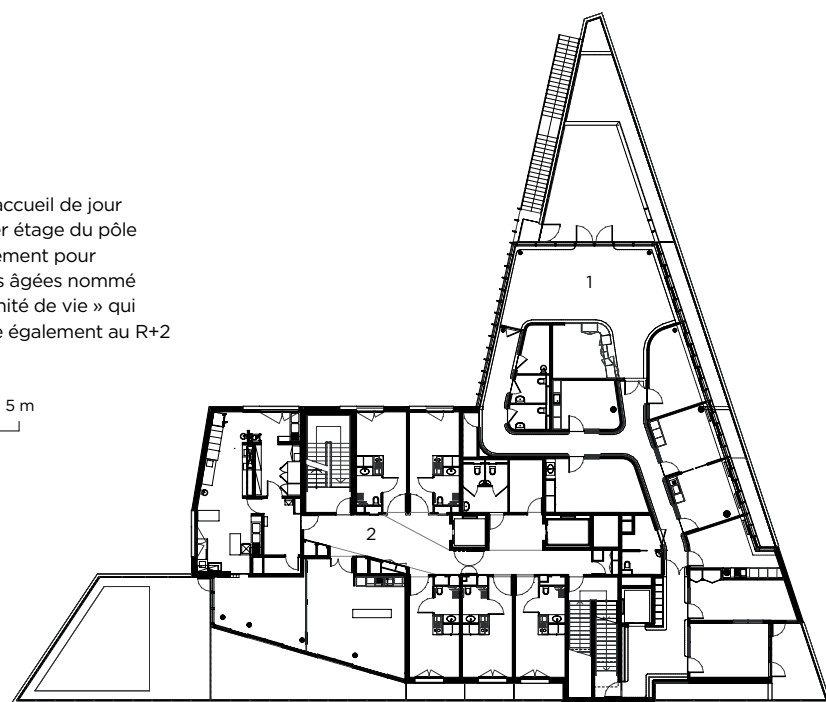 accueil de jour
er étage du pôle
ement pour
s âgées nommé
nité de vie » qui
e également au R+2
5 m
1
2